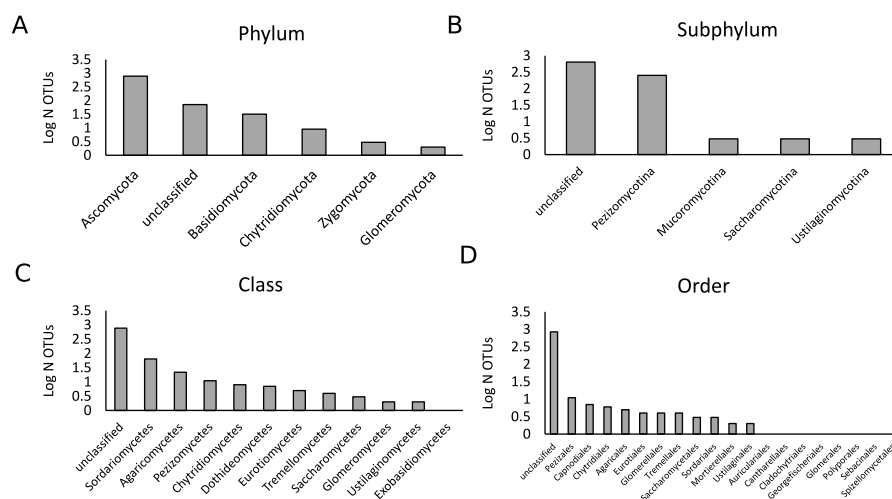 A
Phylum
Log N OTUs
3.5
3
2.5
2
1.5
1
0.5
0
Ascomycota
unclassified
Basidiomycota
Chytridiomycota
Zygomycota
Glomeromycota
B
Subphylum
Log N OTUs
3
2.5
2
1.5
1
0.5
0
unclassified
Pezizomycotina
Mucoromycotina
Saccharomycotina
Ustilaginomycotina
C
Class
Log N OTUs
3.5
3
2.5
2
1.5
1
0.5
0
unclassified
Sordariomycetes
Agaricomycetes
Pezizomycetes
Chytridiomycetes
Dothideomycetes
Eurotiomycetes
Tremellomycetes
Saccharomycetes
Glomeromycetes
Ustilaginomycetes
Exobasidiomycetes
D
Order
Log N OTUs
3.5
3
2.5
2
1.5
1
0.5
0
unclassified
Pezizales
Capnodiales
Chytridiales
Agaricales
Eurotiales
Glomerellales
Tremellales
Saccharomycetales
Sordariales
Mortierellales
Ustilaginales
Auriculariales
Cantharellales
Cladochytriales
Georgefischeriales
Glomerales
Polyporales
Sebacinales
Spizellomycetales